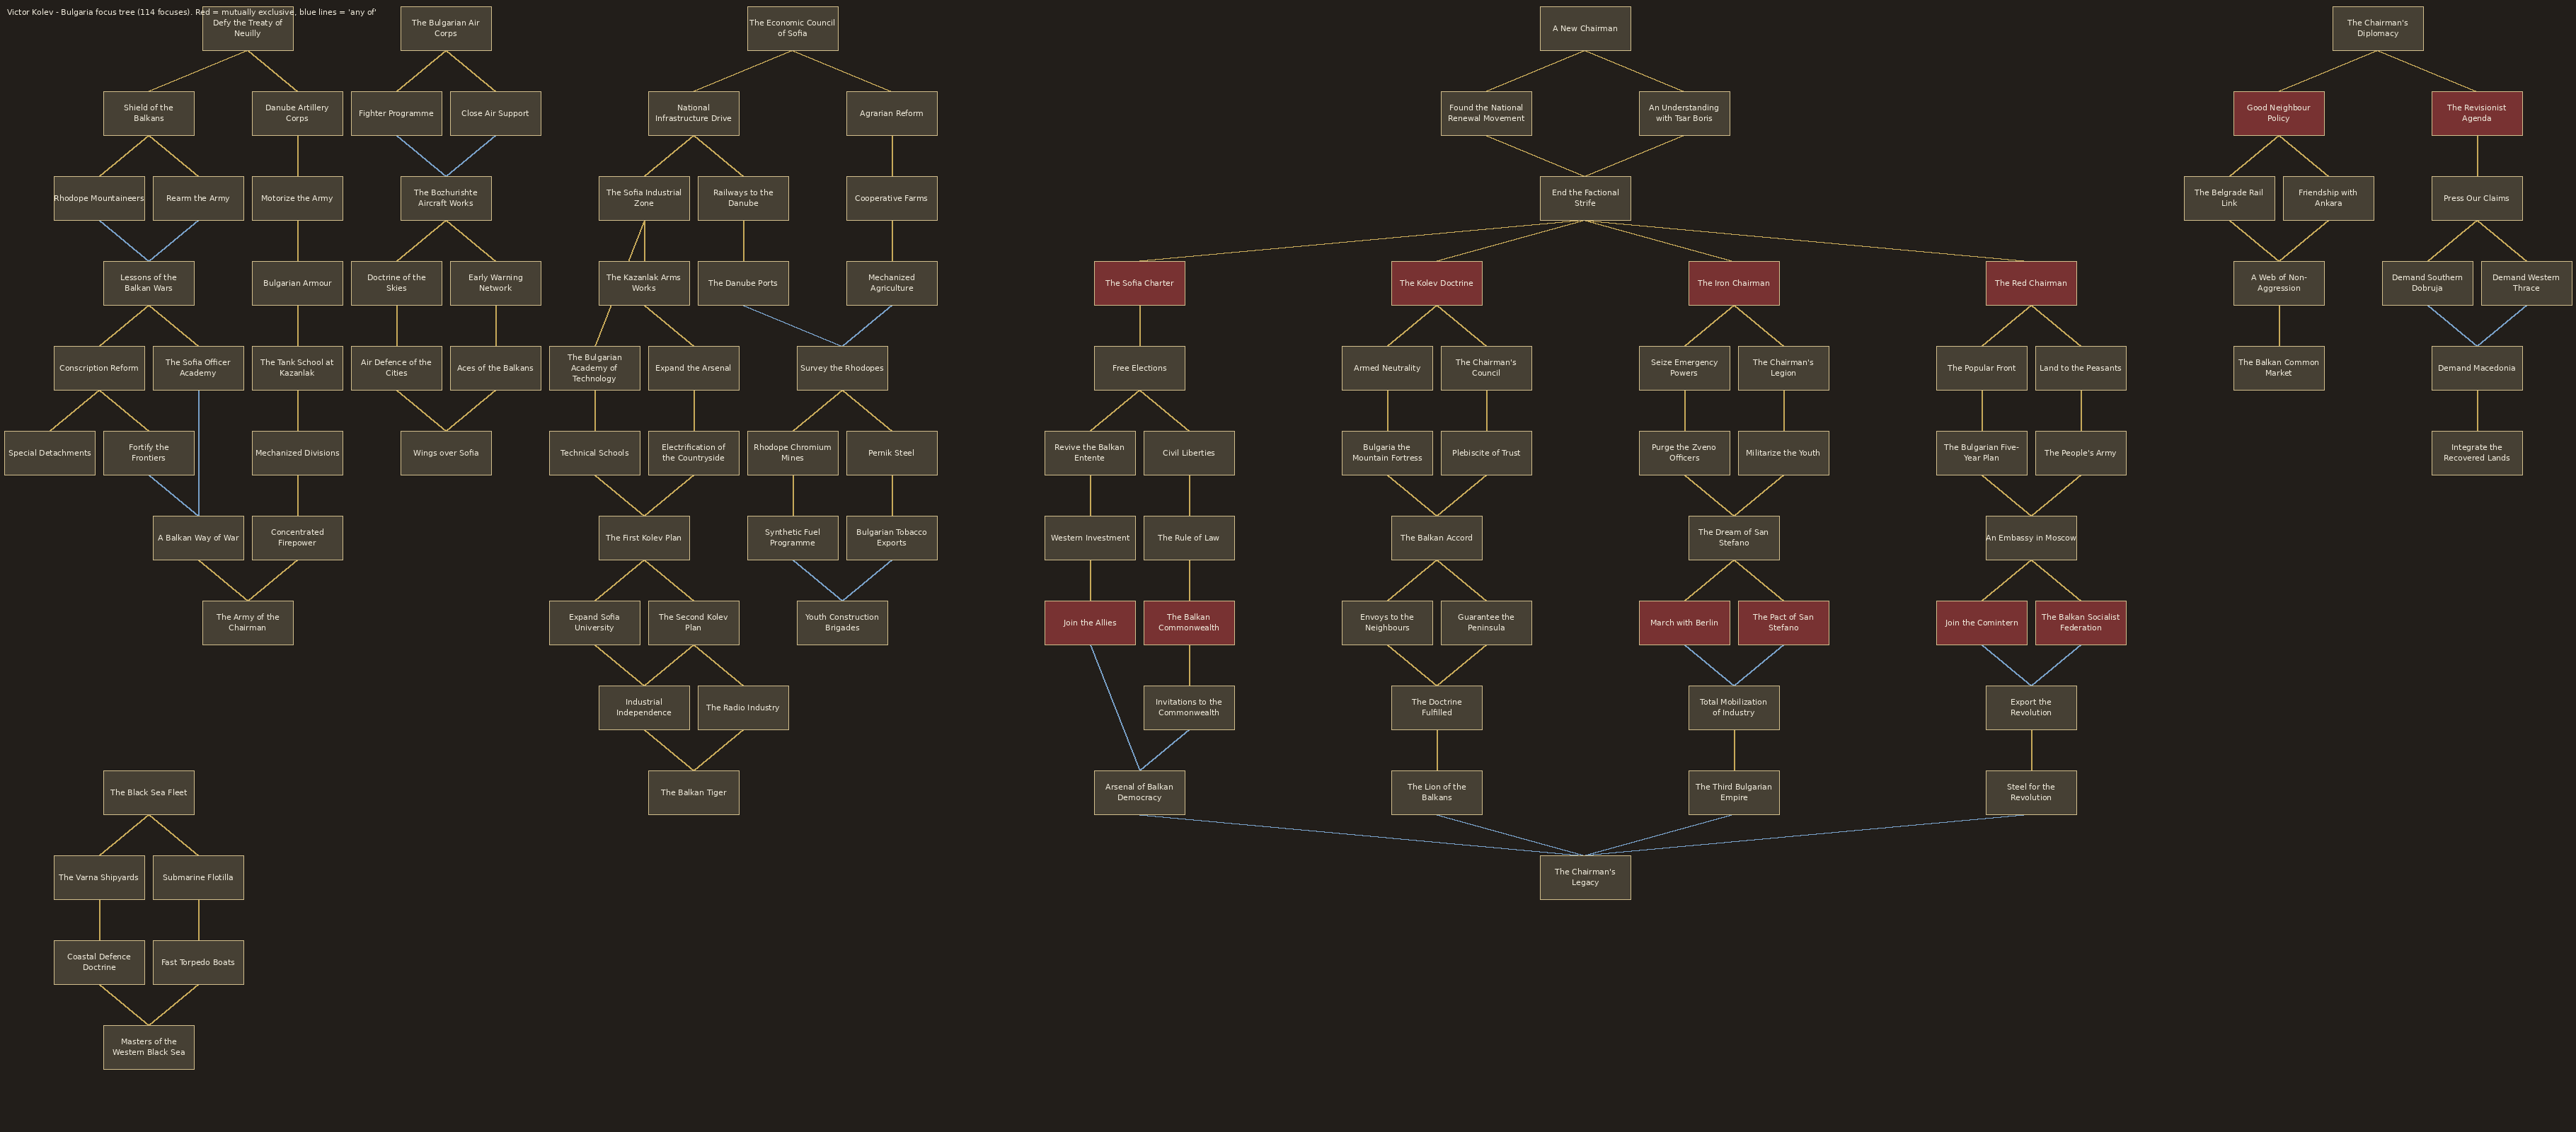 Victor Kolev - Bulgaria focus tree (114 focuses). Red = mutually exclusive, blue lines = 'any of'
Defy the Treaty of
Neuilly
The Bulgarian Air
Corps
The Economic Council
of Sofia
A New Chairman
The Chairman's
Diplomacy
Shield of the
Balkans
Danube Artillery
Corps
Fighter Programme
Close Air Support
National
Infrastructure Drive
Agrarian Reform
Found the National
Renewal Movement
An Understanding
with Tsar Boris
Good Neighbour
Policy
The Revisionist
Agenda
Rhodope Mountaineers
Rearm the Army
Motorize the Army
The Bozhurishte
Aircraft Works
The Sofia Industrial
Zone
Railways to the
Danube
Cooperative Farms
End the Factional
Strife
The Belgrade Rail
Link
Friendship with
Ankara
Press Our Claims
Lessons of the
Balkan Wars
Bulgarian Armour
Doctrine of the
Skies
Early Warning
Network
The Kazanlak Arms
Works
The Danube Ports
Mechanized
Agriculture
The Sofia Charter
The Kolev Doctrine
The Iron Chairman
The Red Chairman
A Web of Non-
Aggression
Demand Southern
Dobruja
Demand Western
Thrace
Conscription Reform
The Sofia Officer
Academy
The Tank School at
Kazanlak
Air Defence of the
Cities
Aces of the Balkans
The Bulgarian
Academy of
Technology
Expand the Arsenal
Survey the Rhodopes
Free Elections
Armed Neutrality
The Chairman's
Council
Seize Emergency
Powers
The Chairman's
Legion
The Popular Front
Land to the Peasants
The Balkan Common
Market
Demand Macedonia
Special Detachments
Fortify the
Frontiers
Mechanized Divisions
Wings over Sofia
Technical Schools
Electrification of
the Countryside
Rhodope Chromium
Mines
Pernik Steel
Revive the Balkan
Entente
Civil Liberties
Bulgaria the
Mountain Fortress
Plebiscite of Trust
Purge the Zveno
Officers
Militarize the Youth
The Bulgarian Five-
Year Plan
The People's Army
Integrate the
Recovered Lands
A Balkan Way of War
Concentrated
Firepower
The First Kolev Plan
Synthetic Fuel
Programme
Bulgarian Tobacco
Exports
Western Investment
The Rule of Law
The Balkan Accord
The Dream of San
Stefano
An Embassy in Moscow
The Army of the
Chairman
Expand Sofia
University
The Second Kolev
Plan
Youth Construction
Brigades
Join the Allies
The Balkan
Commonwealth
Envoys to the
Neighbours
Guarantee the
Peninsula
March with Berlin
The Pact of San
Stefano
Join the Comintern
The Balkan Socialist
Federation
Industrial
Independence
The Radio Industry
Invitations to the
Commonwealth
The Doctrine
Fulfilled
Total Mobilization
of Industry
Export the
Revolution
The Black Sea Fleet
The Balkan Tiger
Arsenal of Balkan
Democracy
The Lion of the
Balkans
The Third Bulgarian
Empire
Steel for the
Revolution
The Varna Shipyards
Submarine Flotilla
The Chairman's
Legacy
Coastal Defence
Doctrine
Fast Torpedo Boats
Masters of the
Western Black Sea